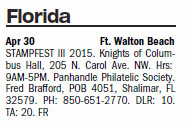 Florida
Apr 30 Ft. Walton Beach
STAMPFEST III 2015. Knights of Colum-
bus Hall, 205 N. Carol Ave. NW. Hrs:
9AM-5PM. Panhandle Philatelic Society.
Fred Brafford, POB 4051, Shalimar, FL
32579. PH: 850-651-2770. DLR: 10.
TA: 20. FR